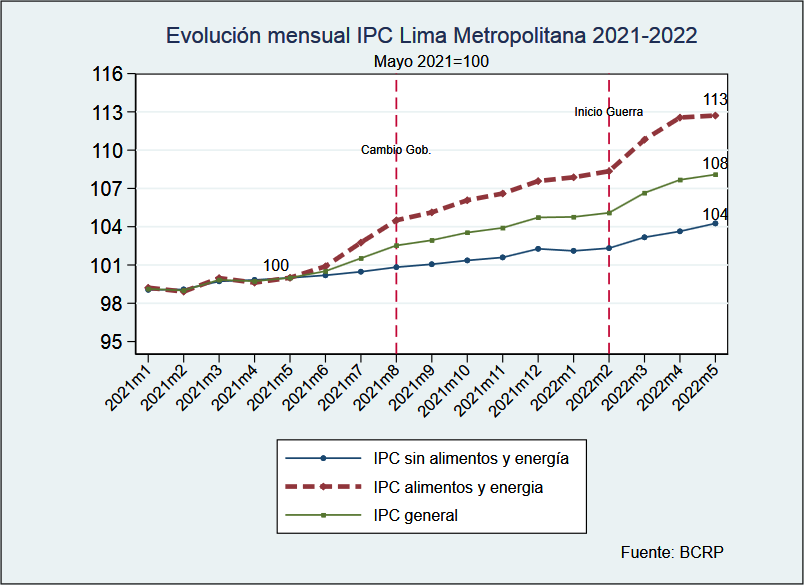 Evolución mensual IPC Lima Metropolitana 2021-2022
Mayo 2021=100
116
113
110
107
104
101
98
95
Cambio Gob.
Inicio Guerra
100
113
108
104
2021m1
2021m2
2021m3
2021m4
2021m5
2021m6
2021m7
2021m8
2021m9
2021m10
2021m11
2021m12
2022m1
2022m2
2022m3
2022m4
2022m5
IPC sin alimentos y energía
IPC alimentos y energia
IPC general
Fuente: BCRP